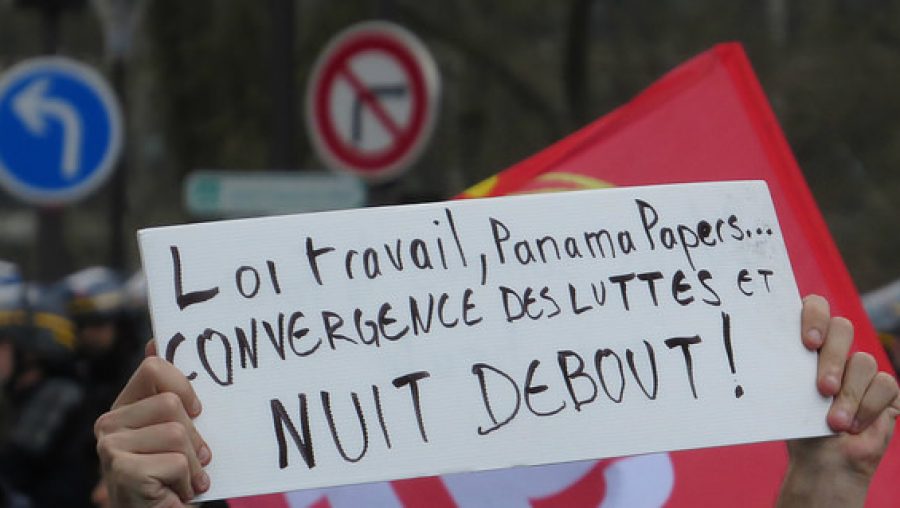 Loi travail, Panama Papers...
CONVERGENCE DES LUTTES ET
NUIT DEBOUT!